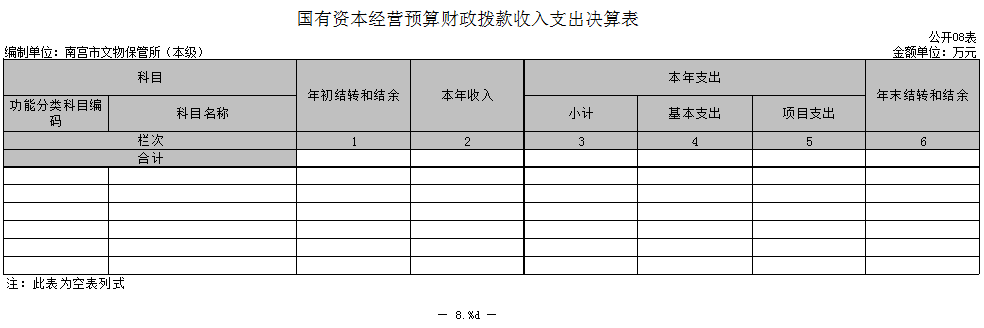 国有资本经营预算财政拨款收入支出决算表
公开08表
编制单位：南宫市文物保管所（本级）
金额单位：万元
科目
年初结转和结余
本年收入
本年支出
年末结转和结余
功能分类科目编
码
科目名称
小计
基本支出
项目支出
栏次
1
2
3
4
5
6
合计
注：此表为空表列式
— 8.%d —